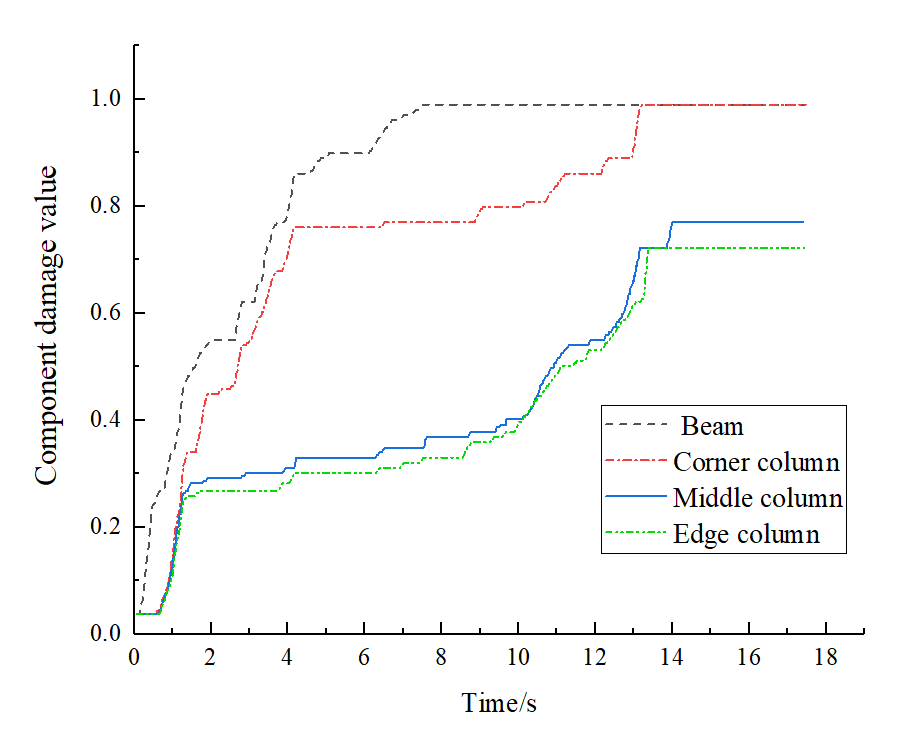 Component damage value
1.0
0.8
0.6
0.4
0.2
0.0
0 2 4 6 8 10 12 14 16 18
Time/s
Beam
Corner column
Middle column
Edge column